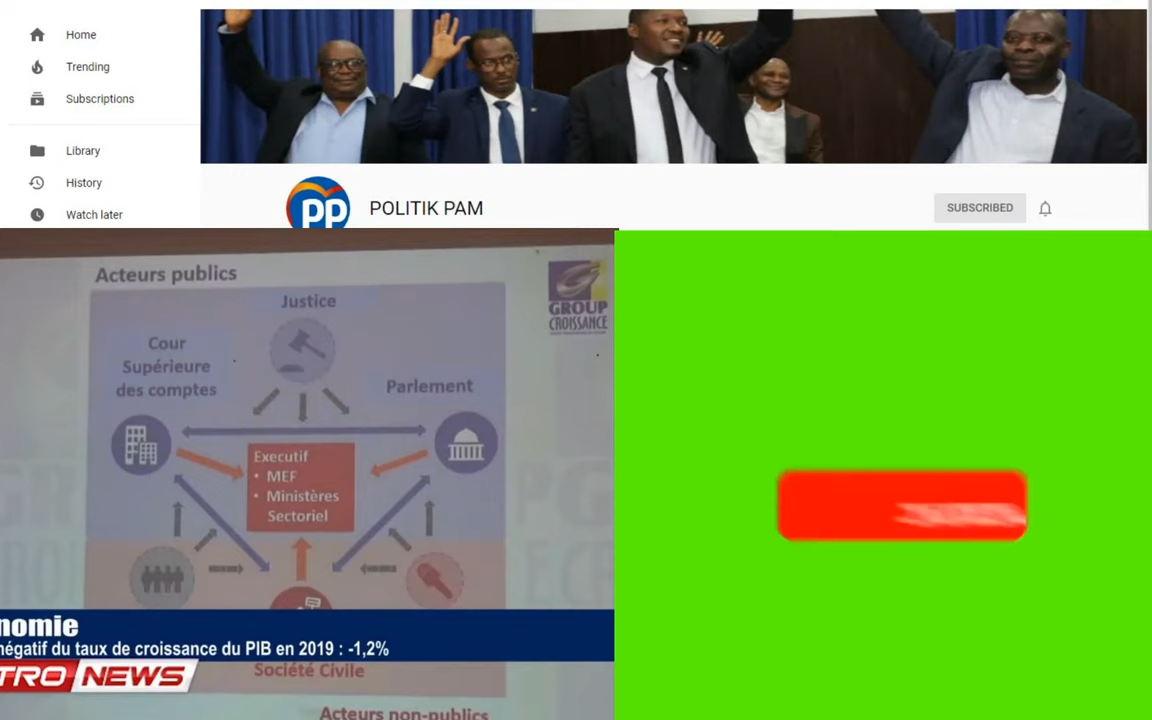 Home
Trending
Subscriptions
Library
History
Watch later
pp
POLITIK PAM
SUBSCRIBED
Acteurs publics
GROUP
CROISSANCE
Justice
Cour
Supérieure
des comptes
Parlement
Executif
• MEF
• Ministères
Sectoriel
nomie
négatif du taux de croissance du PIB en 2019 : -1,2%
TRO NEWS
Société Civile
Acteurs non-publics